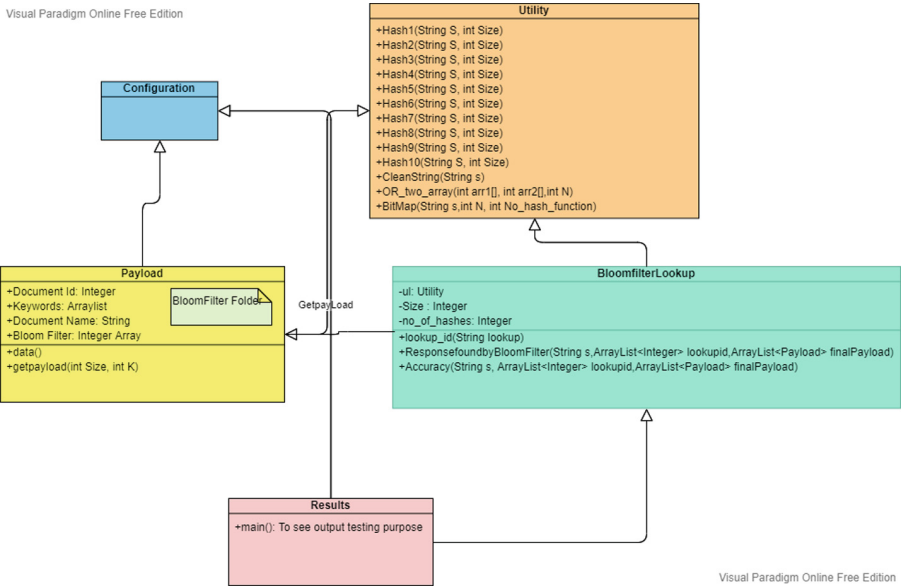 Visual Paradigm Online Free Edition
Utility
+Hash1(String S, int Size)
+Hash2(String S, int Size)
+Hash3(String S, int Size)
+Hash4(String S, int Size)
+Hash5(String S, int Size)
+Hash6(String S, int Size)
+Hash7(String S, int Size)
+Hash8(String S, int Size)
+Hash9(String S, int Size)
+Hash10(String S, int Size)
+CleanString(String s)
+OR_two_array(int arr1[], int arr2[],int N)
+BitMap(String s,int N, int No_hash_function)
Configuration
Payload
+Document Id: Integer
+Keywords: Arraylist
+Document Name: String
+Bloom Filter: Integer Array
BloomFilter Folder
+data()
+getpayload(int Size, int K)
GetpayLoad
BloomfilterLookup
-ul: Utility
-Size : Integer
-no_of_hashes: Integer
+lookup_id(String lookup)
+ResponsefoundbyBloomFilter(String s,ArrayList<Integer> lookupid,ArrayList<Payload> finalPayload)
+Accuracy(String s, ArrayList<Integer> lookupid,ArrayList<Payload> finalPayload)
Results
+main(): To see output testing purpose
Visual Paradigm Online Free Edition